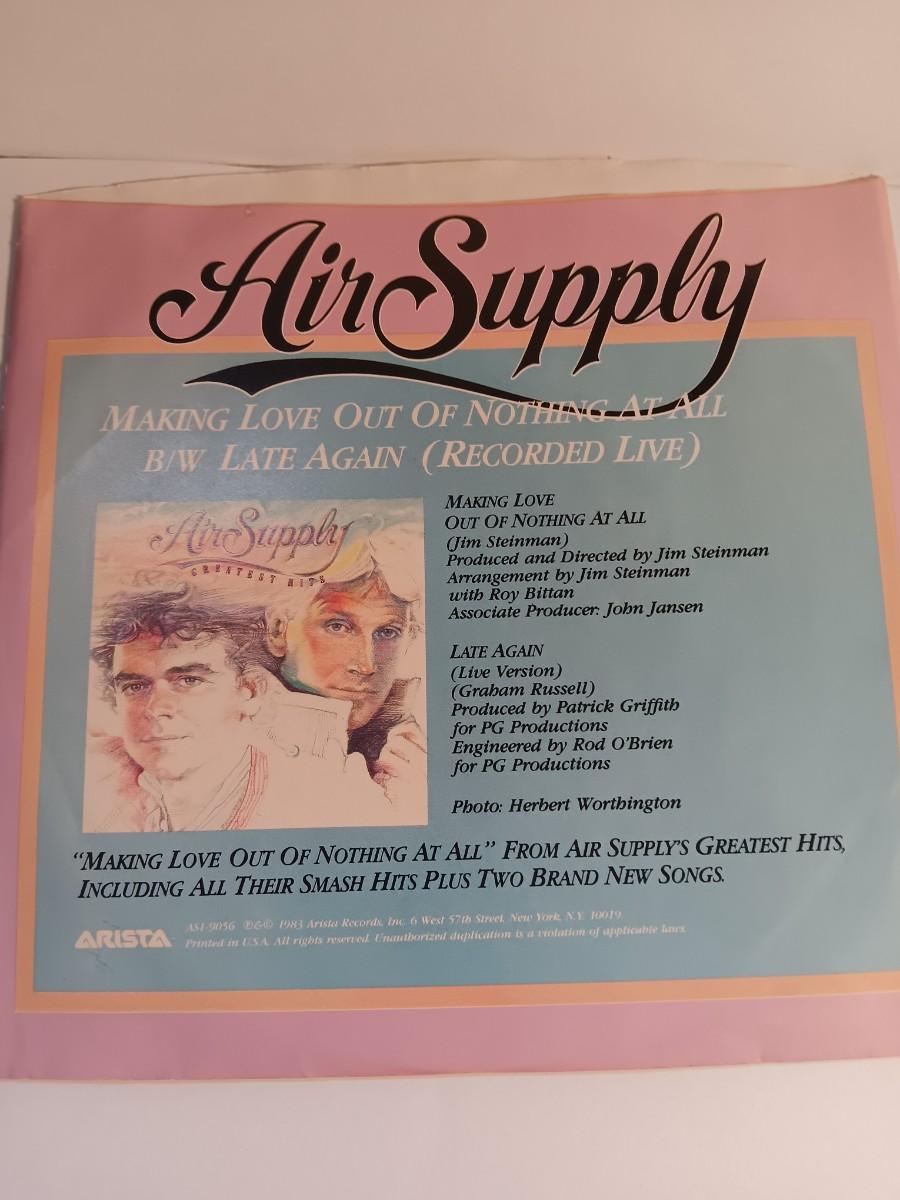 Air Supply
MAKING LOVE OUT OF NOTHING AT ALL
B/W LATE AGAIN (RECORDED LIVE)
Air Supply
GREATEST HITS
MAKING LOVE
OUT OF NOTHING AT ALL
(Jim Steinman)
Produced and Directed by Jim Steinman
Arrangement by Jim Steinman
with Roy Bittan
Associate Producer: John Jansen
LATE AGAIN
(Live Version)
(Graham Russell)
Produced by Patrick Griffith
for PG Productions
Engineered by Rod O'Brien
for PG Productions
Photo: Herbert Worthington
"MAKING LOVE OUT OF NOTHING AT ALL" FROM AIR SUPPLY'S GREATEST HITS,
INCLUDING ALL THEIR SMASH HITS PLUS TWO BRAND NEW SONGS.
ARISTA
AS1-9056 ℗&© 1983 Arista Records, Inc. 6 West 57th Street, New York, N.Y. 10019
Printed in U.S.A. All rights reserved. Unauthorized duplication is a violation of applicable laws.